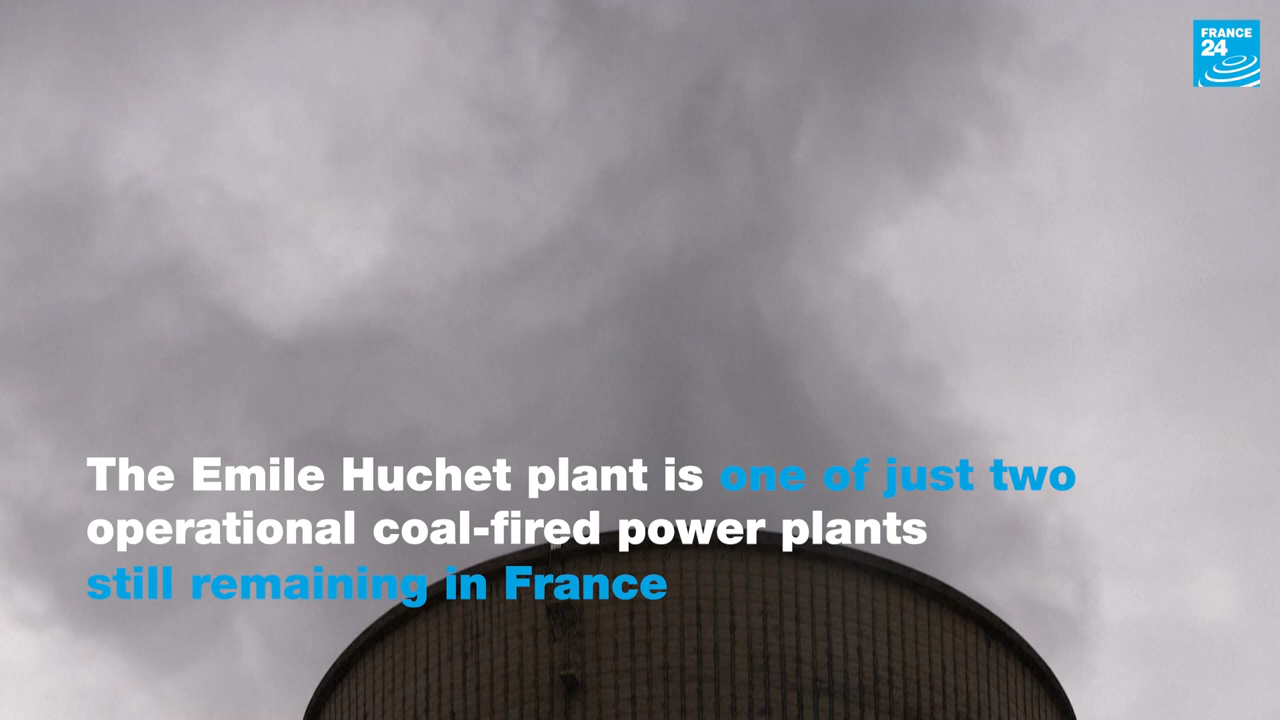 FRANCE
24
The Emile Huchet plant is one of just two
operational coal-fired power plants
still remaining in France